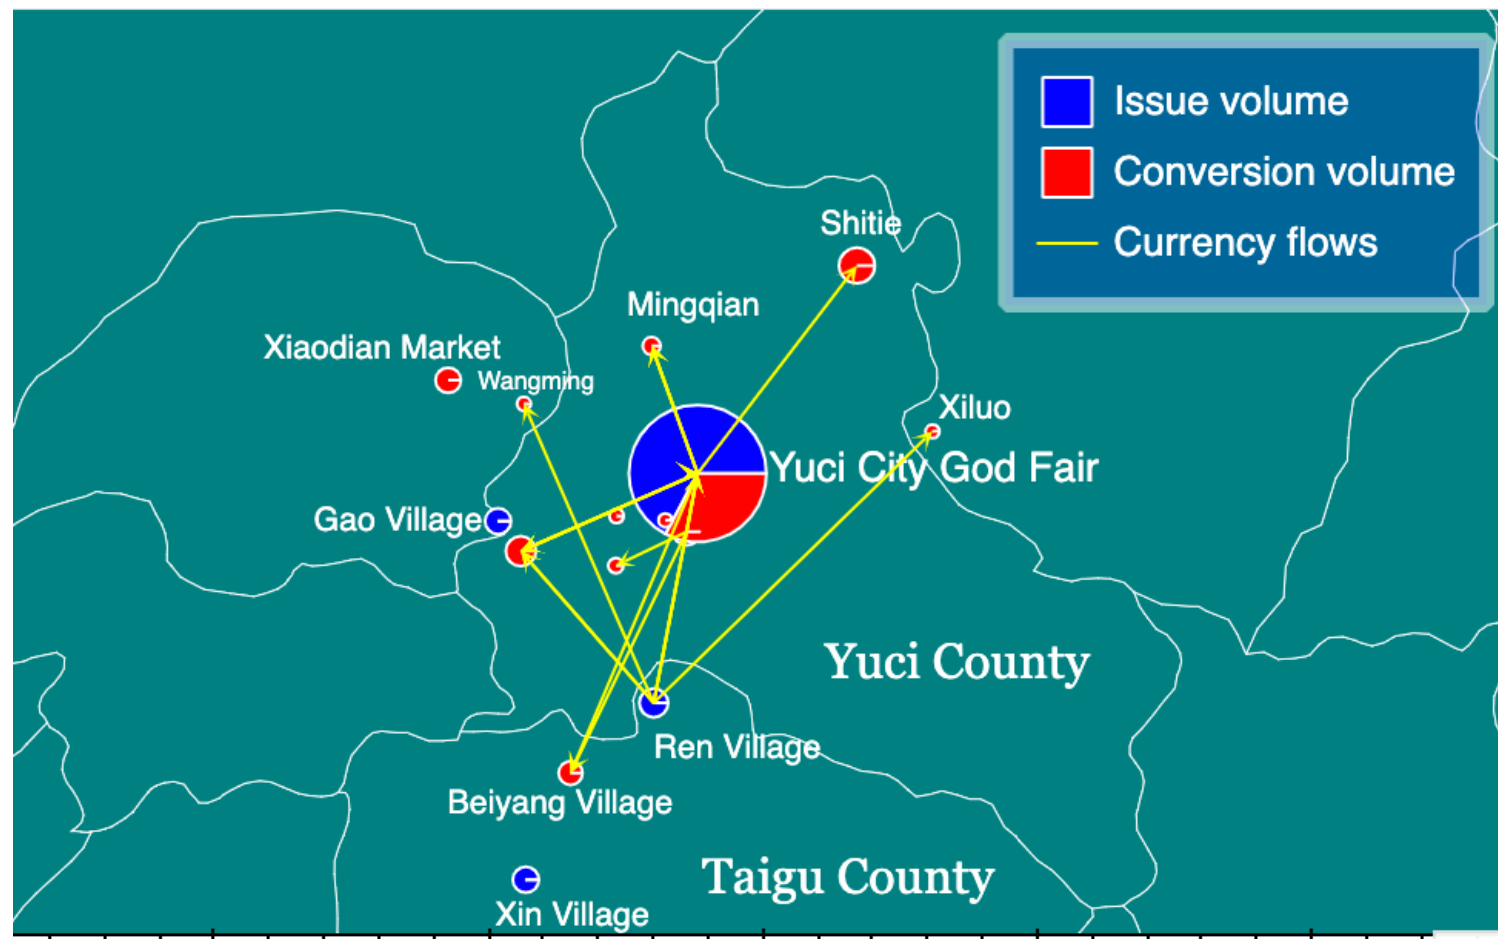 Issue volume
Conversion volume
Currency flows
Shitie
Mingqian
Xiaodian Market
Wangming
Xiluo
Yuci City God Fair
Gao Village
Yuci County
Ren Village
Beiyang Village
Taigu County
Xin Village